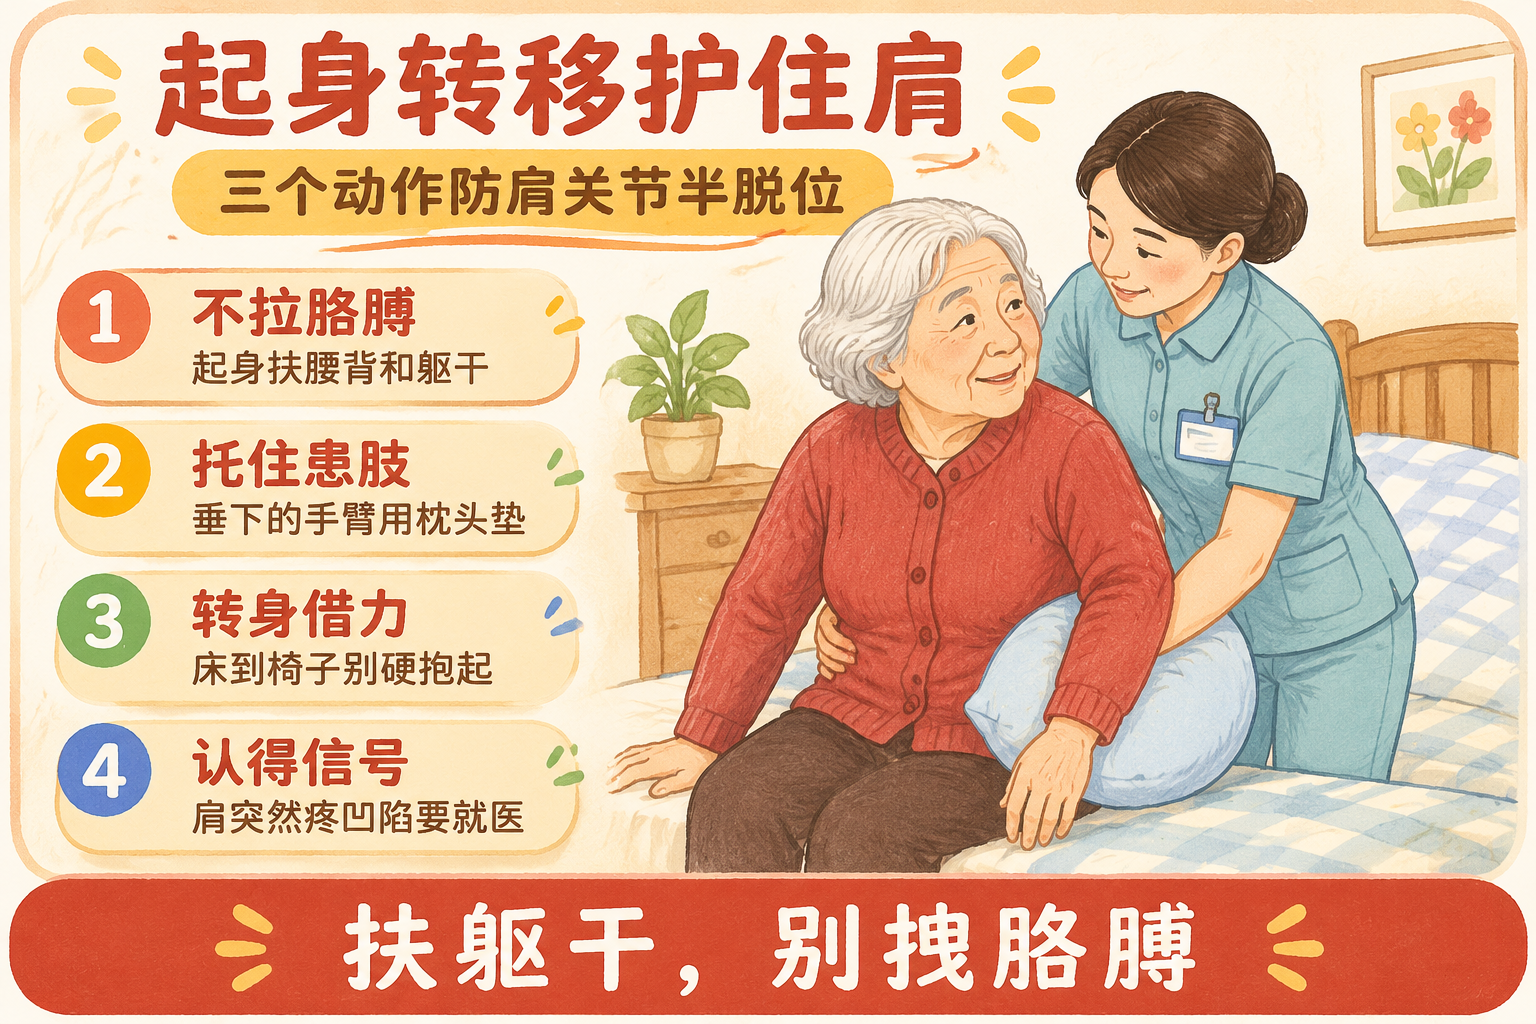 起身转移护住肩
三个动作防肩关节半脱位
1
不拉胳膊
起身扶腰背和躯干
2
托住患肢
垂下的手臂用枕头垫
3
转身借力
床到椅子别硬抱起
4
认得信号
肩突然疼凹陷要就医
扶躯干，别拽胳膊